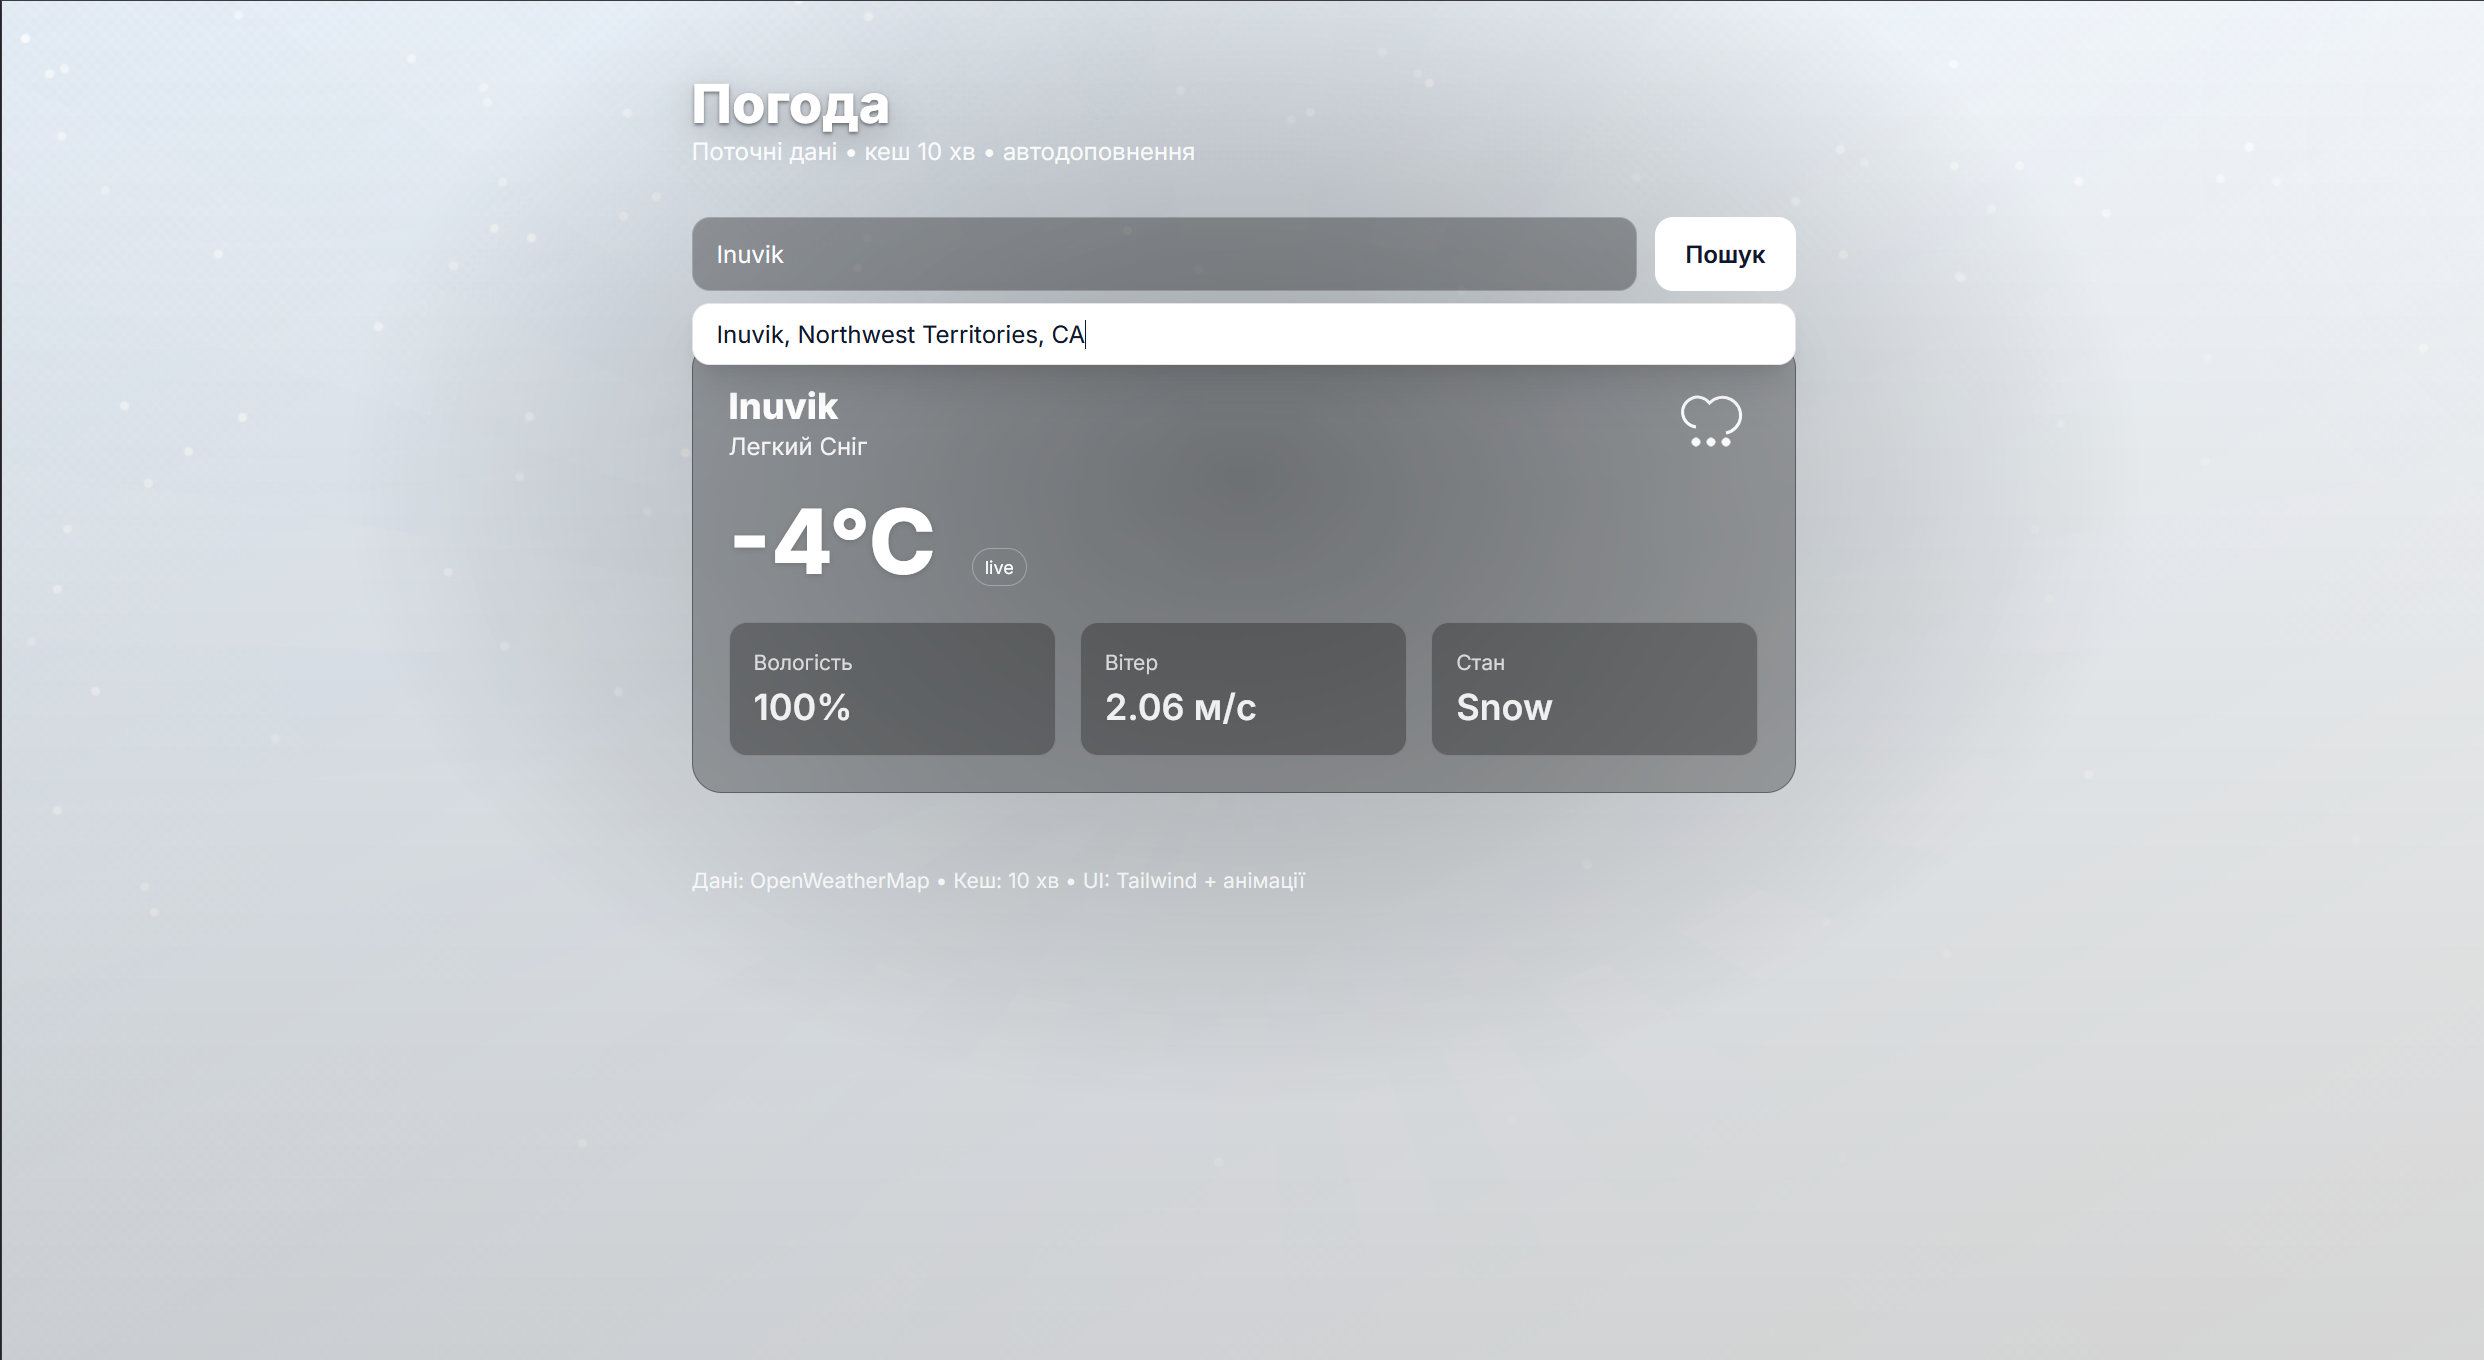 Погода
Поточні дані • кеш 10 хв • автодоповнення
Inuvik
Пошук
Inuvik, Northwest Territories, CA
Inuvik
Легкий Сніг
-4°C
live
Вологість
100%
Вітер
2.06 м/с
Стан
Snow
Дані: OpenWeatherMap • Кеш: 10 хв • UI: Tailwind + анімації